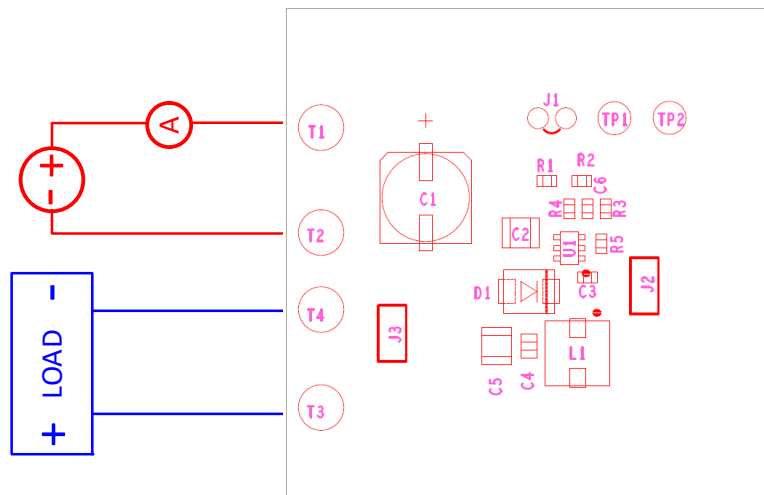 A
T1
+
J1
TP1
TP2
+
-
R1
R2
C6
C1
R4
R3
T2
C2
U1
R5
J2
D1
C3
-
T4
J3
LOAD
L1
C5
C4
+
T3